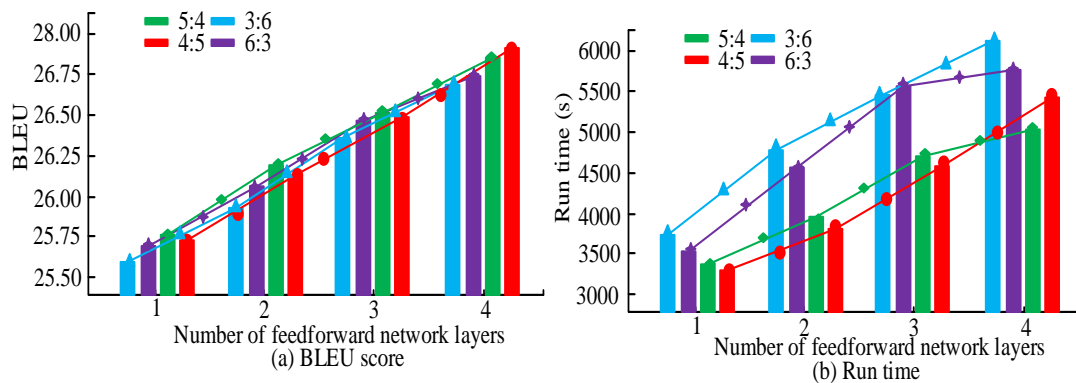 5:4 3:6
4:5 6:3
28.00
26.75
26.50
26.25
26.00
25.75
25.50
BLEU
1 2 3 4
Number of feedforward network layers
(a) BLEU score
5:4 3:6
4:5 6:3
6000
5500
5000
4500
4000
3500
3000
Run time (s)
1 2 3 4
Number of feedforward network layers
(b) Run time